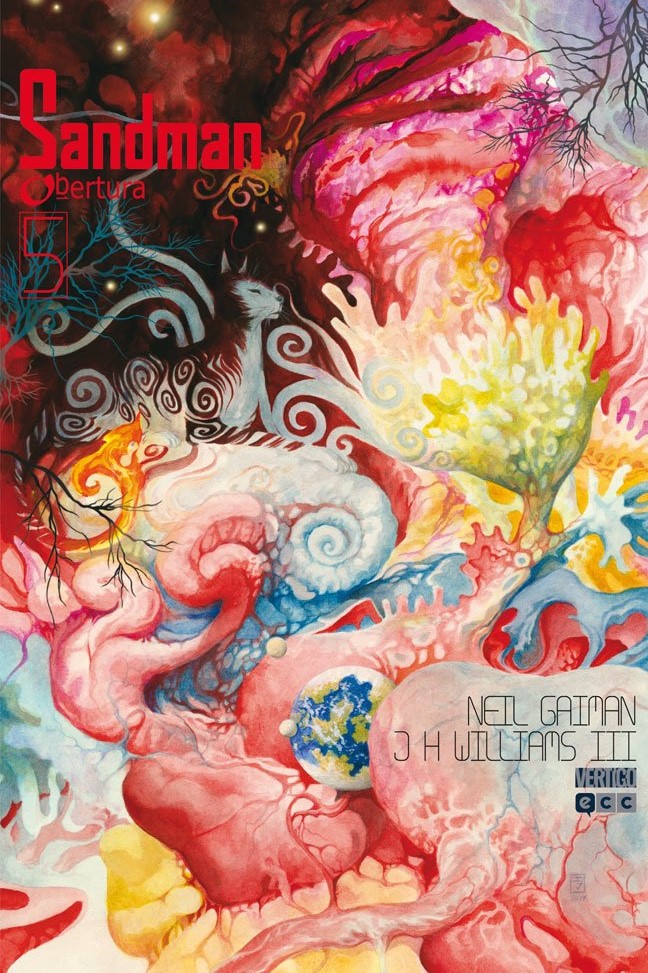 Sandman
Obertura
5
NEIL GAIMAN
J H WILLIAMS III
VERTIGO
ecc